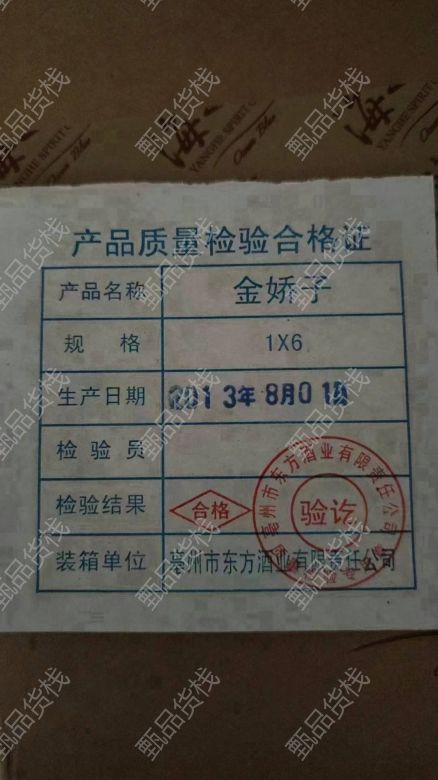 YANGHE SPIRIT
产品质量检验合格证
产品名称 金娇子
规 格 1X6
生产日期 2013年8月01日
检验员
检验结果 合格
装箱单位 亳州市东方酒业有限责任公司
亳州市东方酒业有限责任公司
验讫
甄品货栈